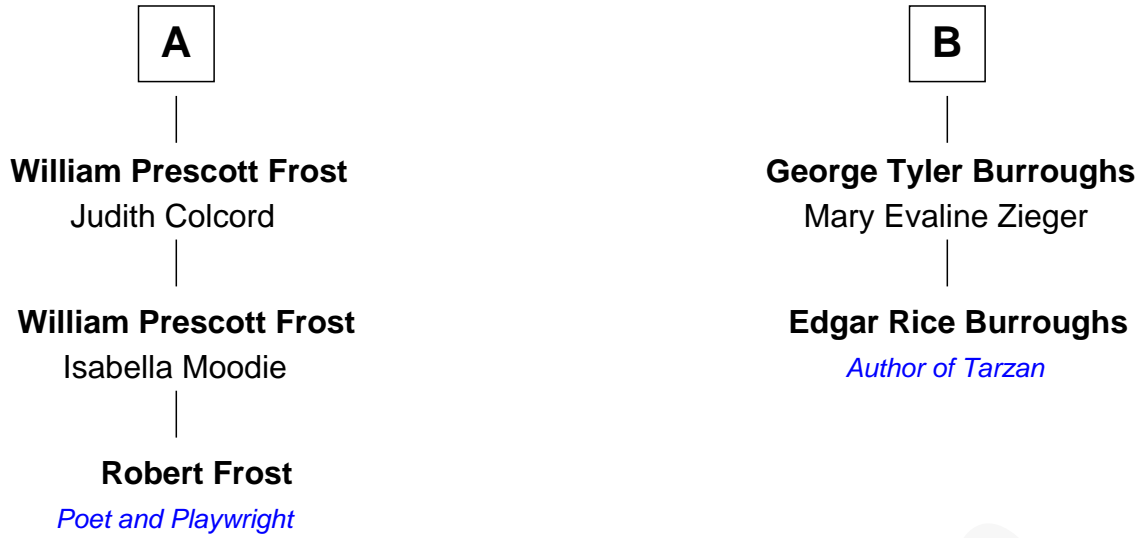 A
William Prescott Frost
Judith Colcord
William Prescott Frost
Isabella Moodie
Robert Frost
Poet and Playwright
B
George Tyler Burroughs
Mary Evaline Zieger
Edgar Rice Burroughs
Author of Tarzan